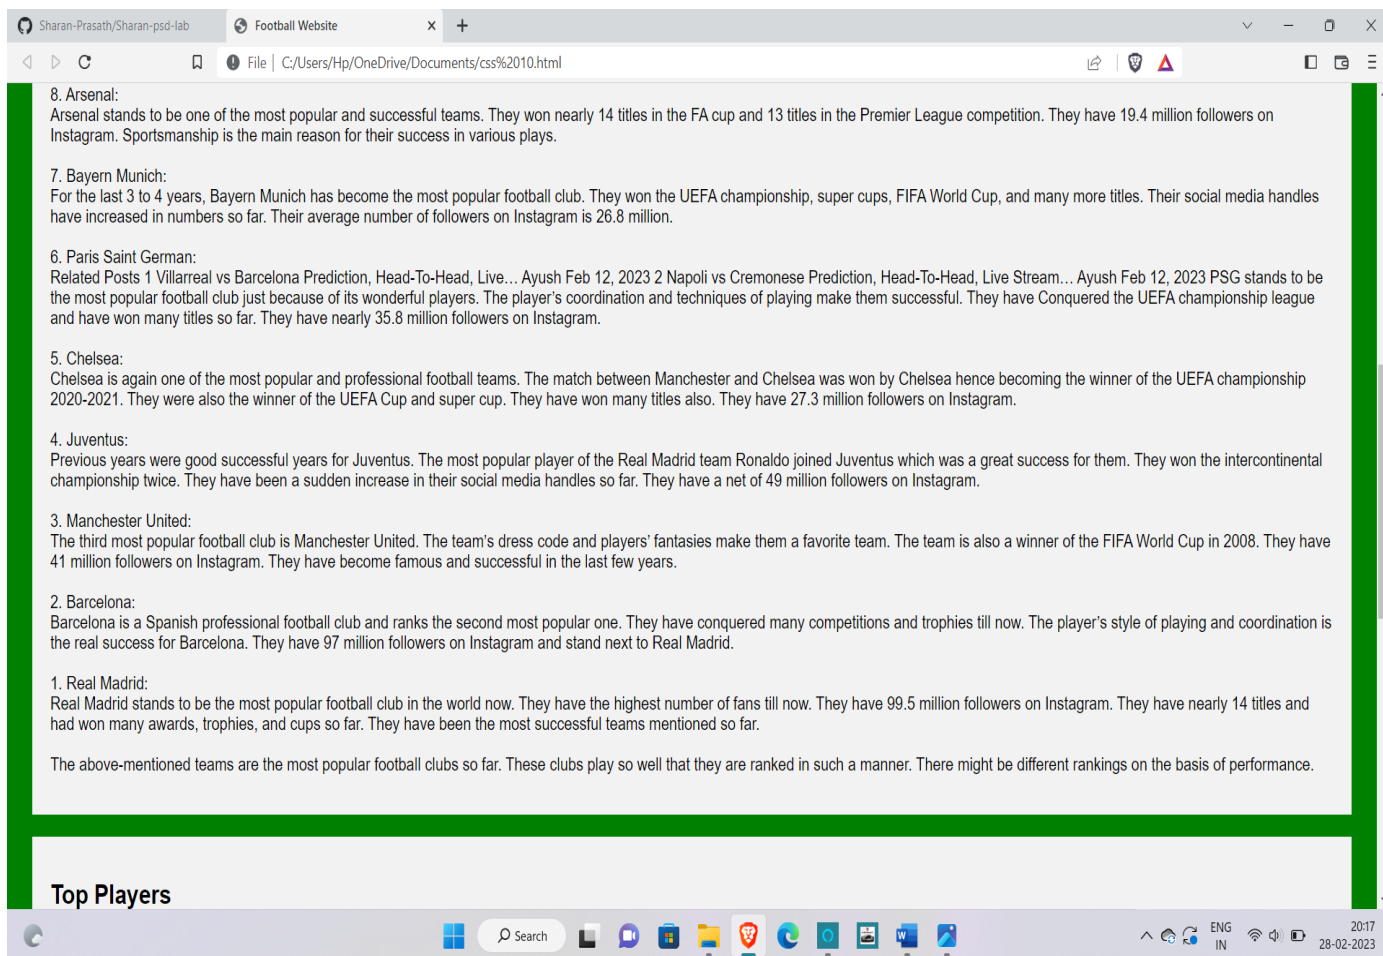 Sharan-Prasath/Sharan-psd-lab
Football Website
File | C:/Users/Hp/OneDrive/Documents/css%2010.html
8. Arsenal:
Arsenal stands to be one of the most popular and successful teams. They won nearly 14 titles in the FA cup and 13 titles in the Premier League competition. They have 19.4 million followers on
Instagram. Sportsmanship is the main reason for their success in various plays.
7. Bayern Munich:
For the last 3 to 4 years, Bayern Munich has become the most popular football club. They won the UEFA championship, super cups, FIFA World Cup, and many more titles. Their social media handles
have increased in numbers so far. Their average number of followers on Instagram is 26.8 million.
6. Paris Saint German:
Related Posts 1 Villarreal vs Barcelona Prediction, Head-To-Head, Live… Ayush Feb 12, 2023 2 Napoli vs Cremonese Prediction, Head-To-Head, Live Stream… Ayush Feb 12, 2023 PSG stands to be
the most popular football club just because of its wonderful players. The player’s coordination and techniques of playing make them successful. They have Conquered the UEFA championship league
and have won many titles so far. They have nearly 35.8 million followers on Instagram.
5. Chelsea:
Chelsea is again one of the most popular and professional football teams. The match between Manchester and Chelsea was won by Chelsea hence becoming the winner of the UEFA championship
2020-2021. They were also the winner of the UEFA Cup and super cup. They have won many titles also. They have 27.3 million followers on Instagram.
4. Juventus:
Previous years were good successful years for Juventus. The most popular player of the Real Madrid team Ronaldo joined Juventus which was a great success for them. They won the intercontinental
championship twice. They have been a sudden increase in their social media handles so far. They have a net of 49 million followers on Instagram.
3. Manchester United:
The third most popular football club is Manchester United. The team’s dress code and players’ fantasies make them a favorite team. The team is also a winner of the FIFA World Cup in 2008. They have
41 million followers on Instagram. They have become famous and successful in the last few years.
2. Barcelona:
Barcelona is a Spanish professional football club and ranks the second most popular one. They have conquered many competitions and trophies till now. The player’s style of playing and coordination is
the real success for Barcelona. They have 97 million followers on Instagram and stand next to Real Madrid.
1. Real Madrid:
Real Madrid stands to be the most popular football club in the world now. They have the highest number of fans till now. They have 99.5 million followers on Instagram. They have nearly 14 titles and
had won many awards, trophies, and cups so far. They have been the most successful teams mentioned so far.
The above-mentioned teams are the most popular football clubs so far. These clubs play so well that they are ranked in such a manner. There might be different rankings on the basis of performance.
Top Players
Search
ENG
IN
20:17
28-02-2023